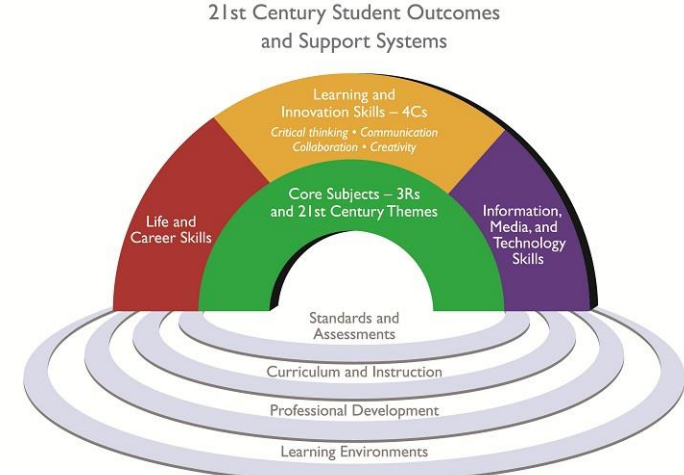 21st Century Student Outcomes
and Support Systems
Learning and
Innovation Skills – 4Cs
Critical thinking • Communication
Collaboration • Creativity
Core Subjects – 3Rs
and 21st Century Themes
Life and
Career Skills
Information,
Media, and
Technology
Skills
Standards and
Assessments
Curriculum and Instruction
Professional Development
Learning Environments